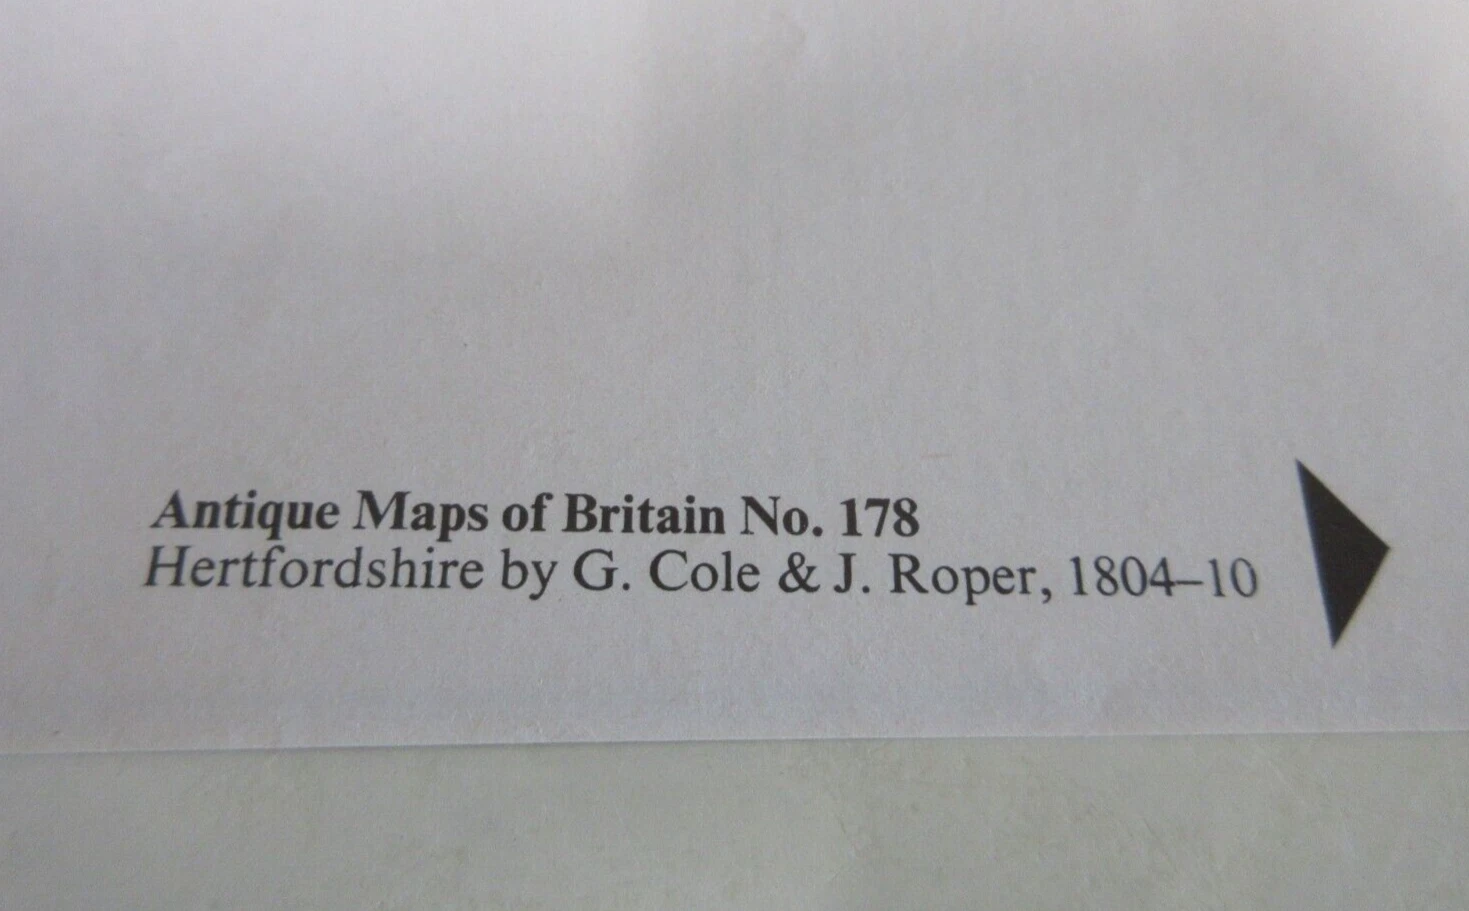 Antique Maps of Britain No. 178
Hertfordshire by G. Cole & J. Roper, 1804–10